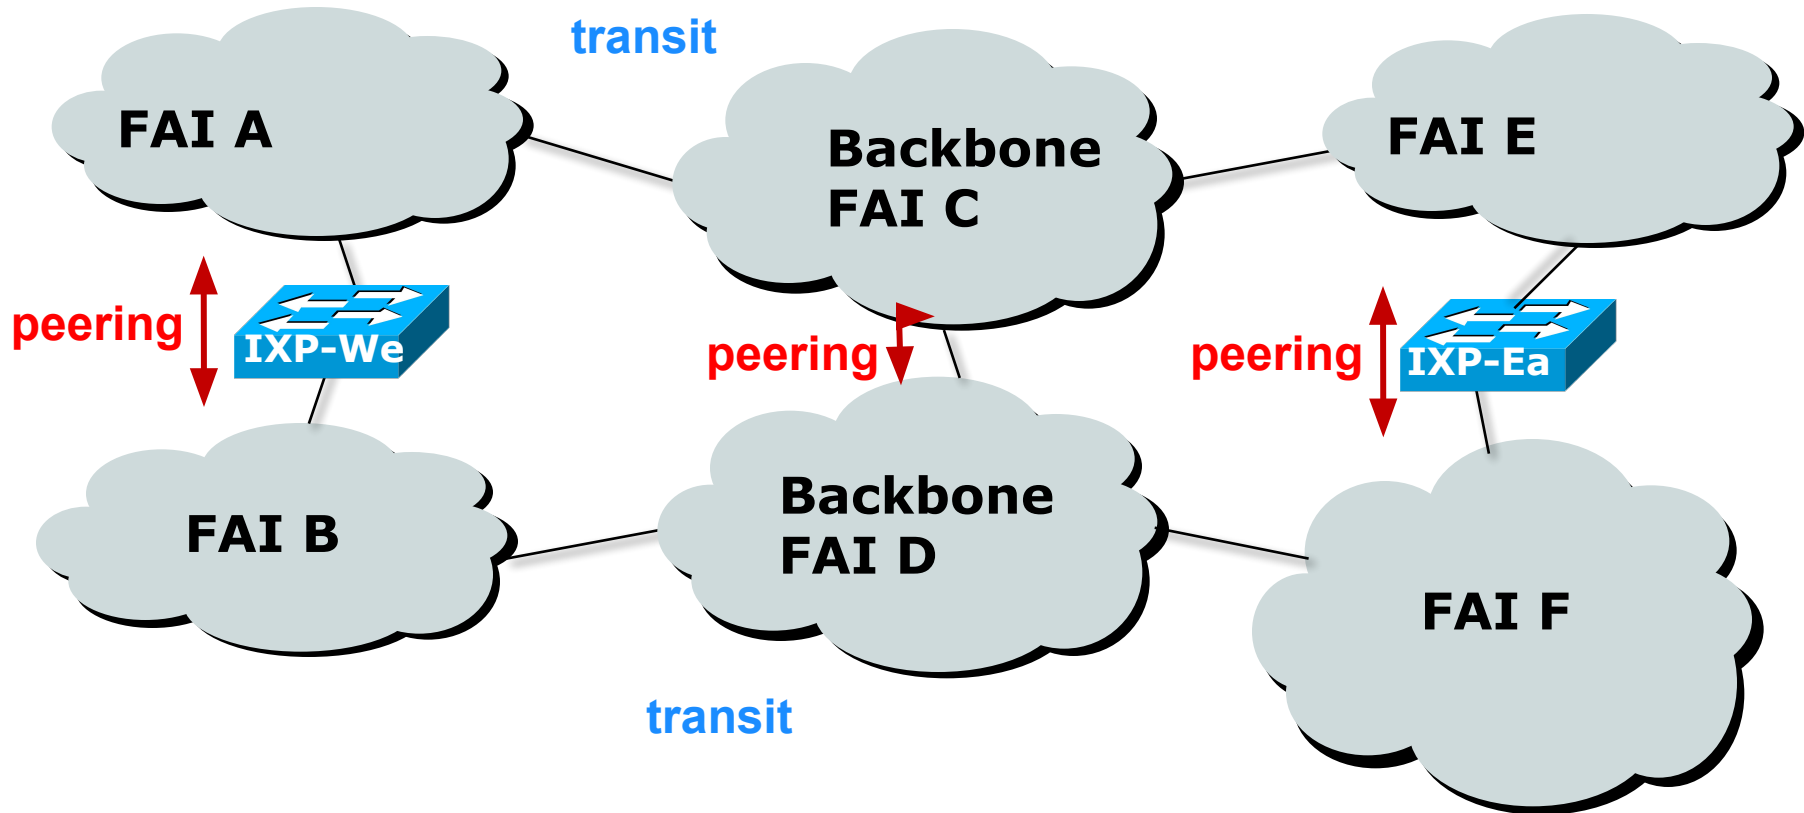 transit
FAI A
Backbone
FAI C
FAI E
peering
IXP-We
peering
peering
IXP-Ea
FAI B
Backbone
FAI D
FAI F
transit